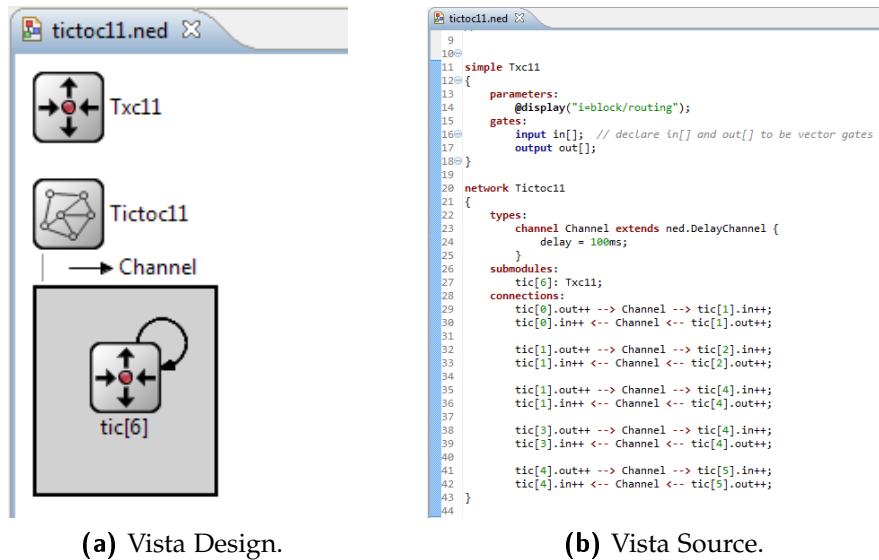 tictoc11.ned
Txc11
Tictoc11
Channel
tic[6]
(a) Vista Design.
tictoc11.ned
9
10
11 simple Txc11
12 {
13 parameters:
14 @display("i=block/routing");
15 gates:
16 input in[]; // declare in[] and out[] to be vector gates
17 output out[];
18 }
19
20 network Tictoc11
21 {
22 types:
23 channel Channel extends ned.DelayChannel {
24 delay = 100ms;
25 }
26 submodules:
27 tic[6]: Txc11;
28 connections:
29 tic[0].out++ --> Channel --> tic[1].in++;
30 tic[0].in++ <-- Channel <-- tic[1].out++;
31
32 tic[1].out++ --> Channel --> tic[2].in++;
33 tic[1].in++ <-- Channel <-- tic[2].out++;
34
35 tic[1].out++ --> Channel --> tic[4].in++;
36 tic[1].in++ <-- Channel <-- tic[4].out++;
37
38 tic[3].out++ --> Channel --> tic[4].in++;
39 tic[3].in++ <-- Channel <-- tic[4].out++;
40
41 tic[4].out++ --> Channel --> tic[5].in++;
42 tic[4].in++ <-- Channel <-- tic[5].out++;
43 }
44
(b) Vista Source.